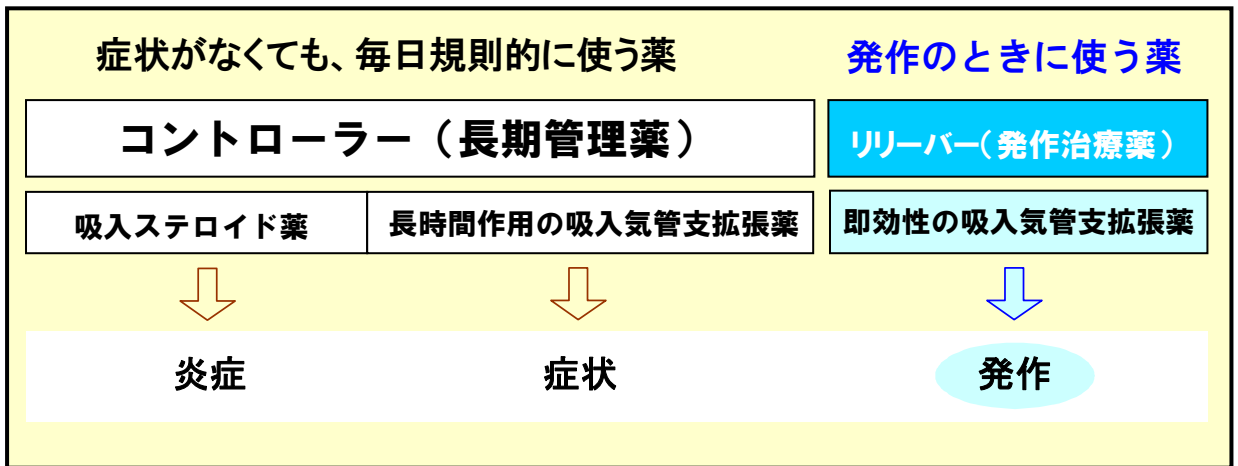 症状がなくても、毎日規則的に使う薬
発作のときに使う薬
コントローラー（長期管理薬）
リリーバー（発作治療薬）
吸入ステロイド薬
長時間作用の吸入気管支拡張薬
即効性の吸入気管支拡張薬
炎症
症状
発作